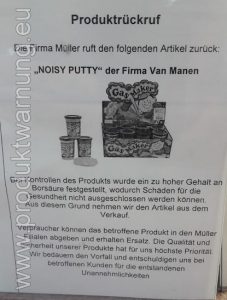 Produktrückruf
Die Firma Müller ruft den folgenden Artikel zurück:
„NOISY PUTTY“ der Firma Van Manen
Gas Maker
Bei Kontrollen des Produkts wurde ein zu hoher Gehalt an
Borsäure festgestellt, wodurch Schäden für die
Gesundheit nicht ausgeschlossen werden können.
Aus diesem Grund nehmen wir den Artikel aus dem
Verkauf.
Verbraucher können das betroffene Produkt in den Müller
Filialen abgeben und erhalten Ersatz. Die Qualität und
Sicherheit unserer Produkte hat für uns höchste Priorität.
Wir bedauern den Vorfall und entschuldigen uns bei
betroffenen Kunden für die entstandenen
Unannehmlichkeiten
www.produktwarnung.eu